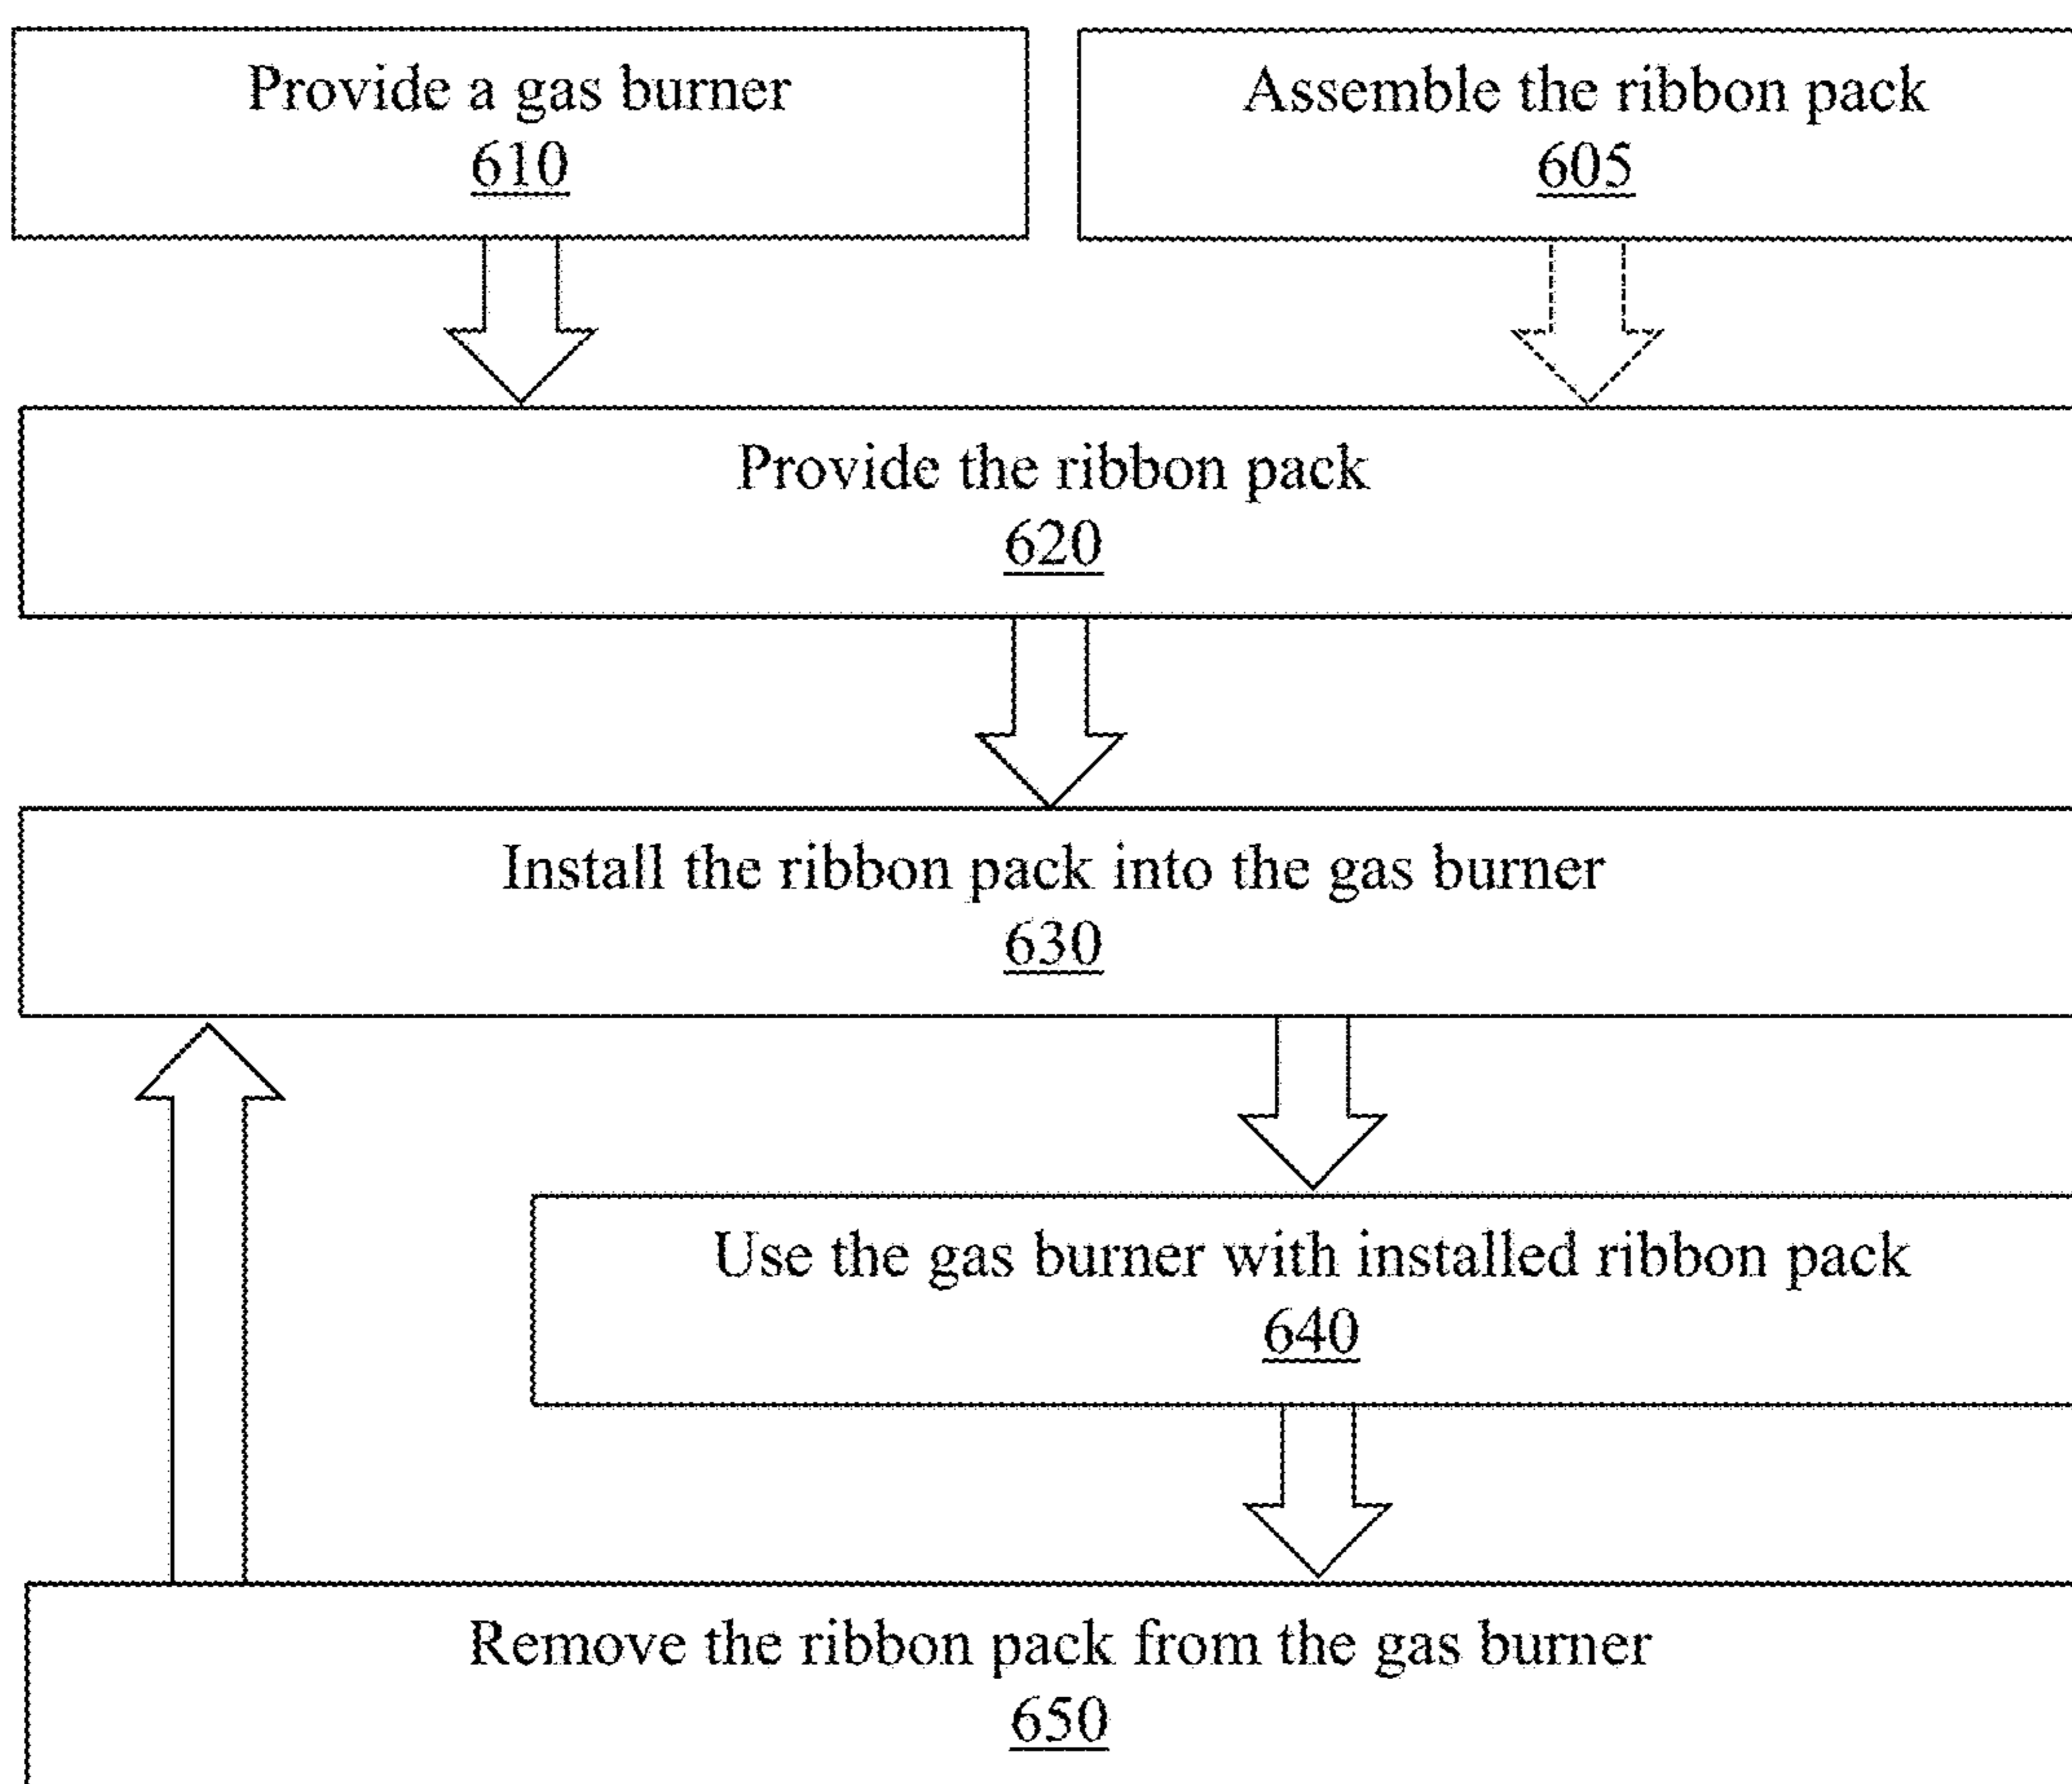 Provide a gas burner
610
Assemble the ribbon pack
605
Provide the ribbon pack
620
Install the ribbon pack into the gas burner
630
Use the gas burner with installed ribbon pack
640
Remove the ribbon pack from the gas burner
650